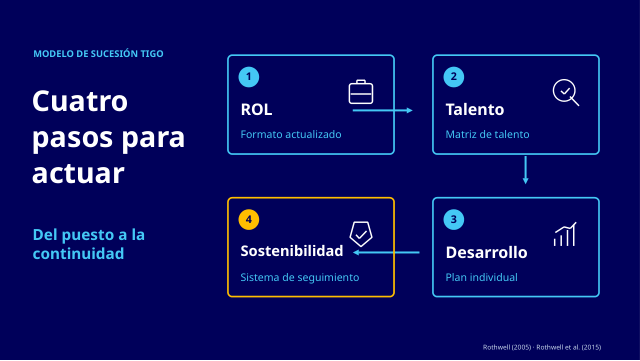 MODELO DE SUCESIÓN TIGO
Cuatro
pasos para
actuar
Del puesto a la
continuidad
1
ROL
Formato actualizado
2
Talento
Matriz de talento
4
Sostenibilidad
Sistema de seguimiento
3
Desarrollo
Plan individual
Rothwell (2005) · Rothwell et al. (2015)